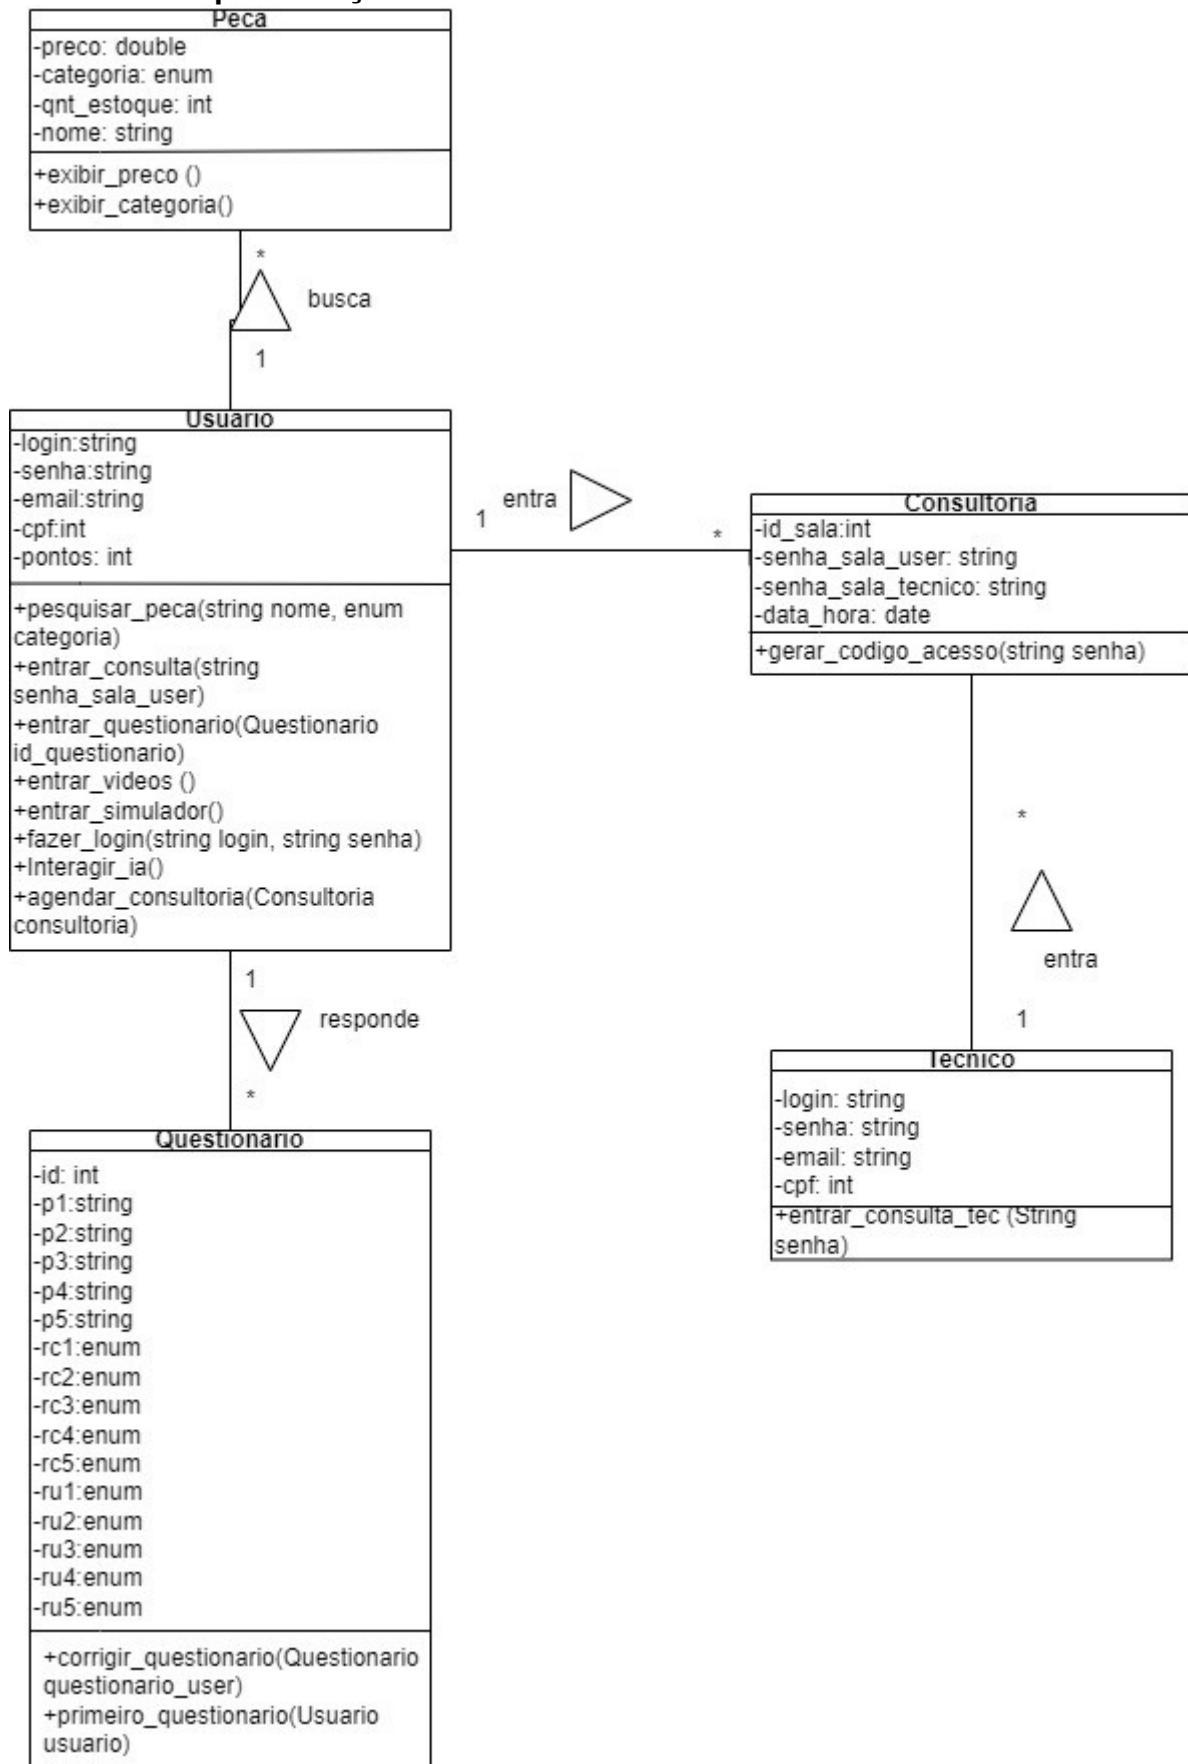 Peca
-preco: double
-categoria: enum
-qnt_estoque: int
-nome: string
+exibir_preco ()
+exibir_categoria()
*
busca
1
Usuario
-login:string
-senha:string
-email:string
-cpf:int
-pontos: int
+pesquisar_peca(string nome, enum
categoria)
+entrar_consulta(string
senha_sala_user)
+entrar_questionario(Questionario
id_questionario)
+entrar_videos ()
+entrar_simulador()
+fazer_login(string login, string senha)
+Interagir_ia()
+agendar_consultoria(Consultoria
consultoria)
entra
1
*
Consultoria
-id_sala:int
-senha_sala_user: string
-senha_sala_tecnico: string
-data_hora: date
+gerar_codigo_acesso(string senha)
*
entra
1
Tecnico
-login: string
-senha: string
-email: string
-cpf: int
+entrar_consulta_tec (String
senha)
1
responde
*
Questionario
-id: int
-p1:string
-p2:string
-p3:string
-p4:string
-p5:string
-rc1:enum
-rc2:enum
-rc3:enum
-rc4:enum
-rc5:enum
-ru1:enum
-ru2:enum
-ru3:enum
-ru4:enum
-ru5:enum
+corrigir_questionario(Questionario
questionario_user)
+primeiro_questionario(Usuario
usuario)